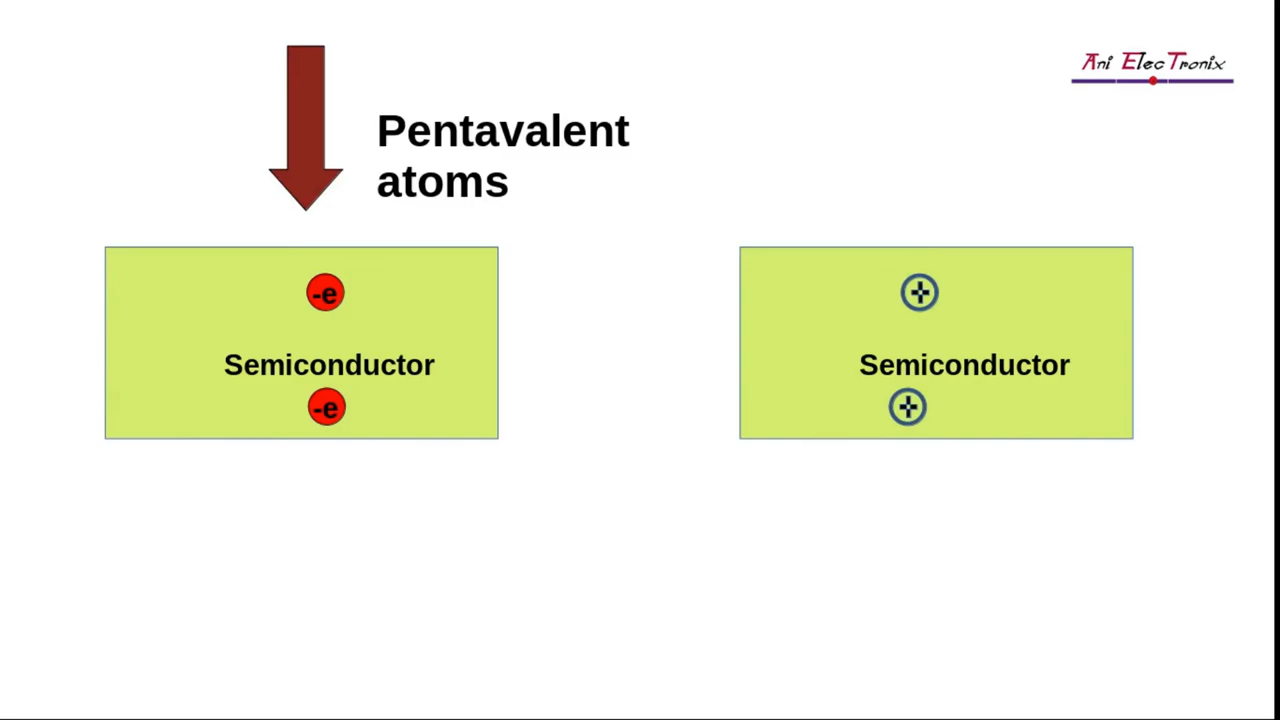 Ani ElecTronix
Pentavalent
atoms
-e
Semiconductor
-e
Semiconductor